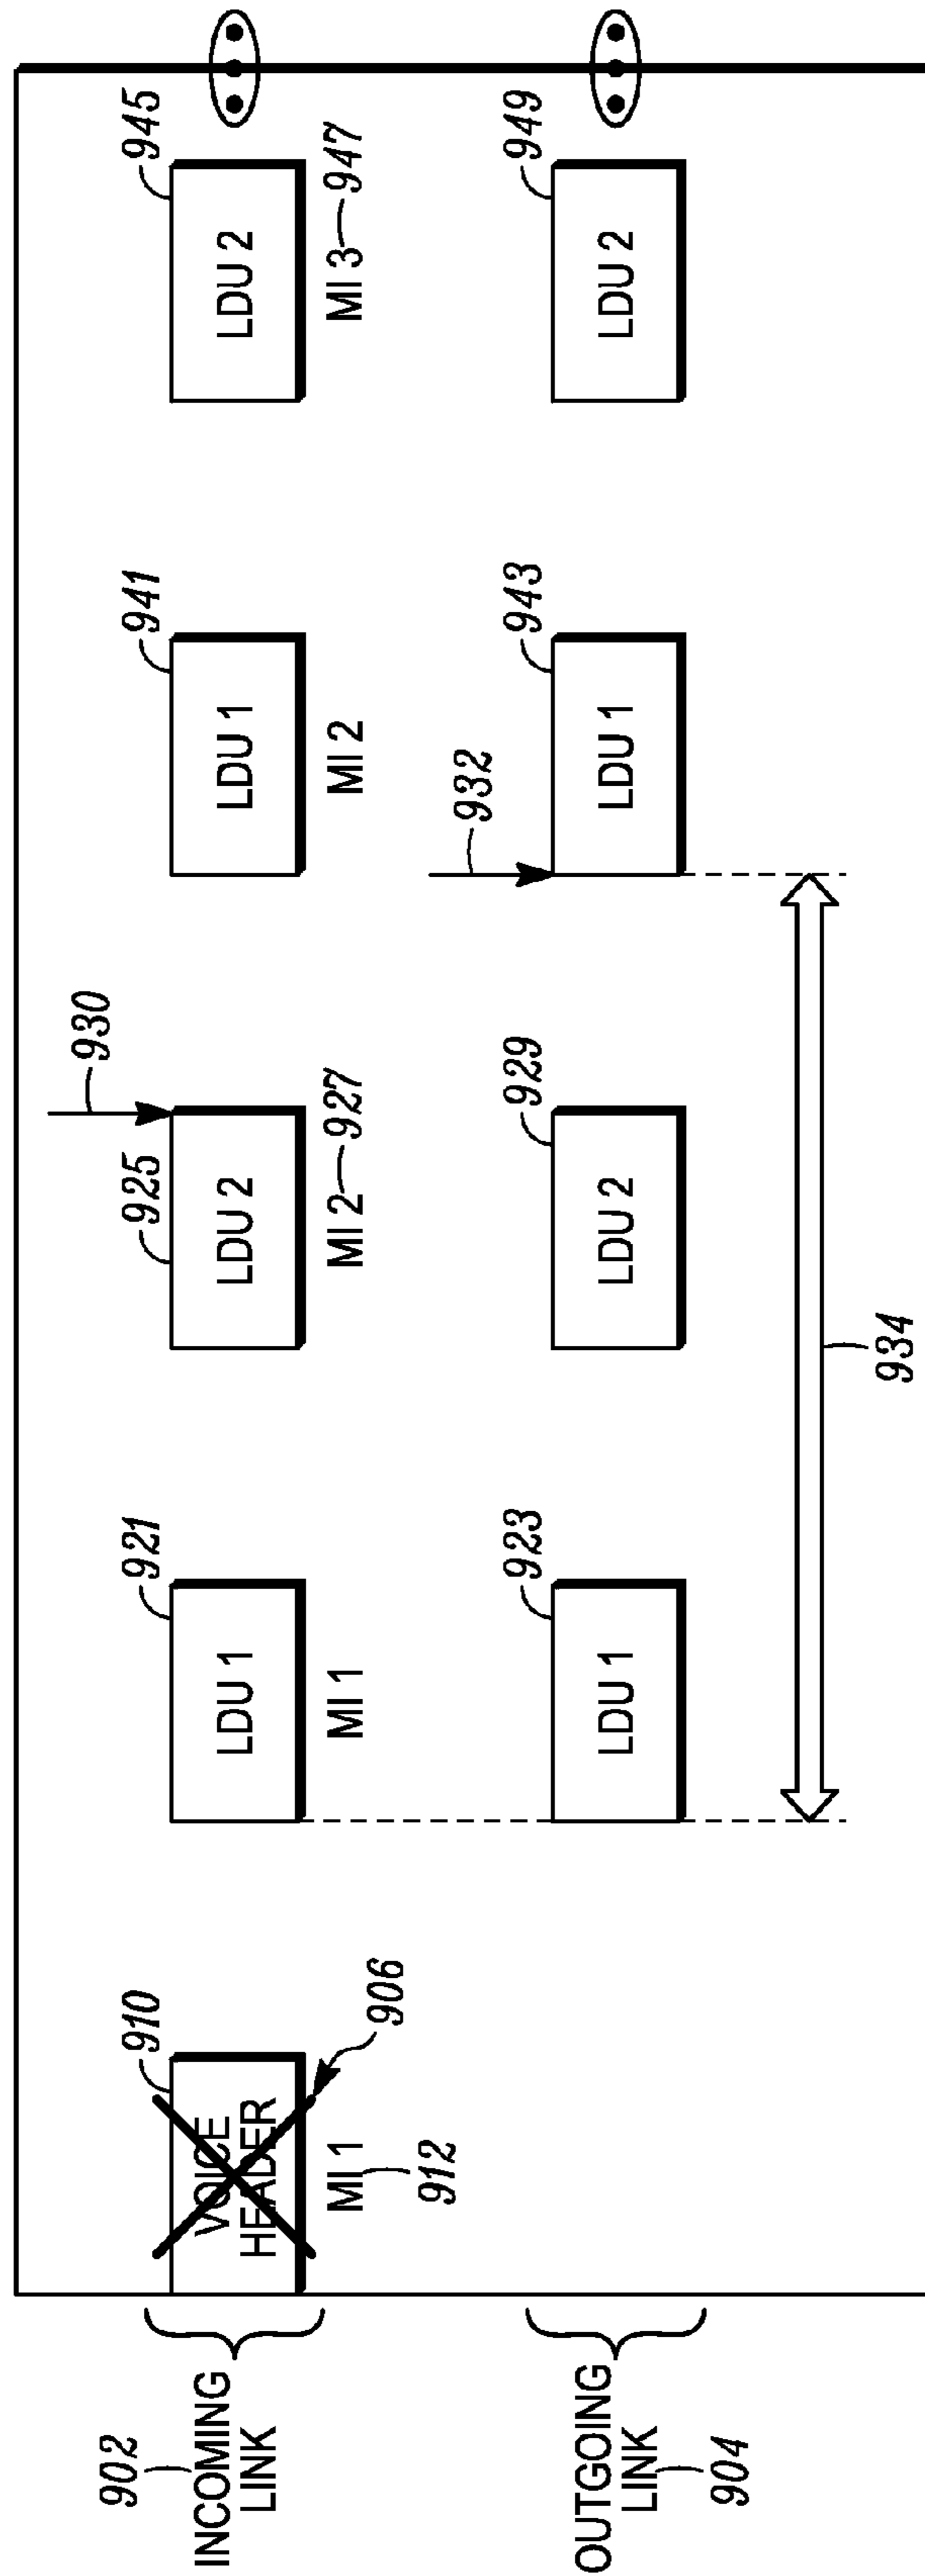 902
INCOMING
LINK
910
VOICE
HEADER
906
MI 1
912
921
LDU 1
MI 1
930
925
LDU 2
MI 2
927
941
LDU 1
MI 2
945
LDU 2
MI 3
947
OUTGOING
LINK
904
923
LDU 1
929
LDU 2
932
943
LDU 1
949
LDU 2
934